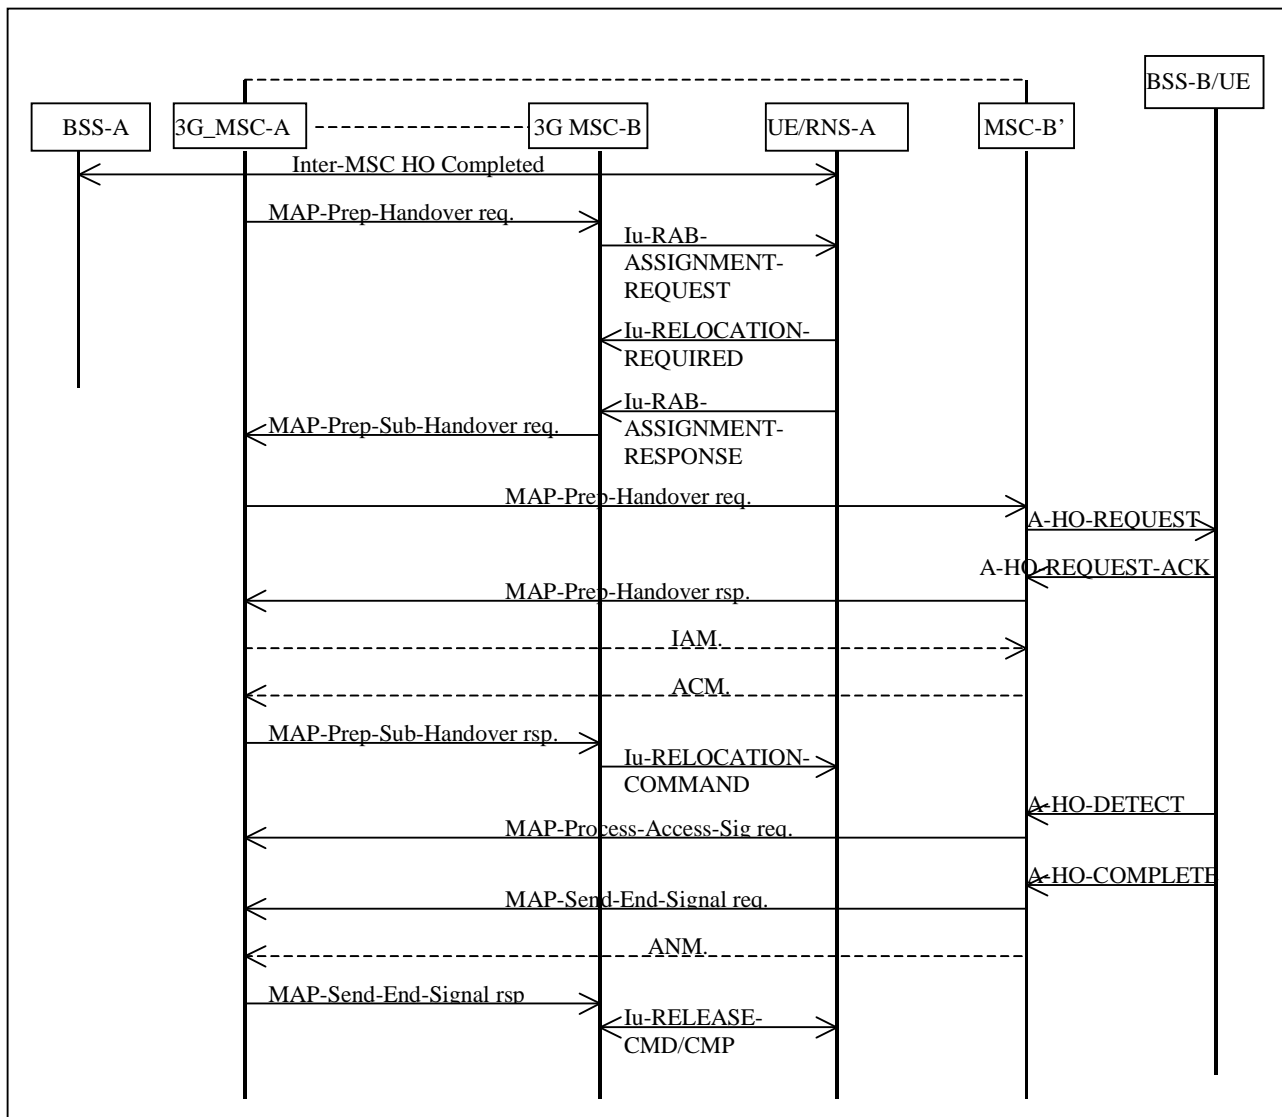 BSS-B/UE
BSS-A
3G_MSC-A
3G MSC-B
UE/RNS-A
MSC-B’
Inter-MSC HO Completed
MAP-Prep-Handover req.
Iu-RAB-
ASSIGNMENT-
REQUEST
Iu-RELOCATION-
REQUIRED
Iu-RAB-
ASSIGNMENT-
RESPONSE
MAP-Prep-Sub-Handover req.
MAP-Prep-Handover req.
A-HO-REQUEST
A-HO-REQUEST-ACK
MAP-Prep-Handover rsp.
IAM.
ACM.
MAP-Prep-Sub-Handover rsp.
Iu-RELOCATION-
COMMAND
A-HO-DETECT
MAP-Process-Access-Sig req.
A-HO-COMPLETE
MAP-Send-End-Signal req.
ANM.
MAP-Send-End-Signal rsp
Iu-RELEASE-
CMD/CMP